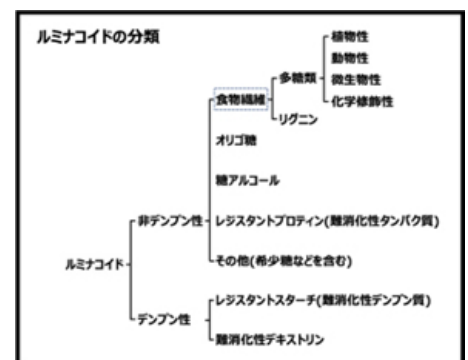 ルミナコイドの分類
植物性
動物性
多糖類
微生物性
食物繊維
化学修飾性
リグニン
オリゴ糖
糖アルコール
非デンプン性
レジスタントプロティン(難消化性タンパク質)
ルミナコイド
その他(希少糖などを含む)
レジスタントスターチ(難消化性デンプン質)
デンプン性
難消化性デキストリン